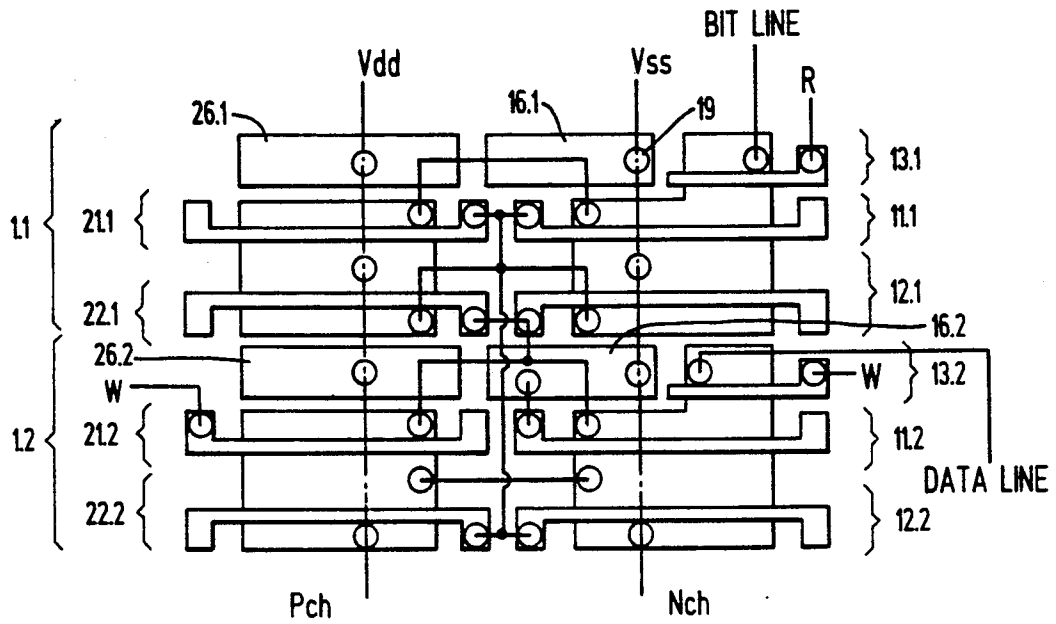 BIT LINE
Vdd
Vss
R
26.1
16.1
19
13.1
1.1
21.1
11.1
22.1
12.1
26.2
16.2
W
W
13.2
1.2
21.2
11.2
DATA LINE
22.2
12.2
Pch
Nch